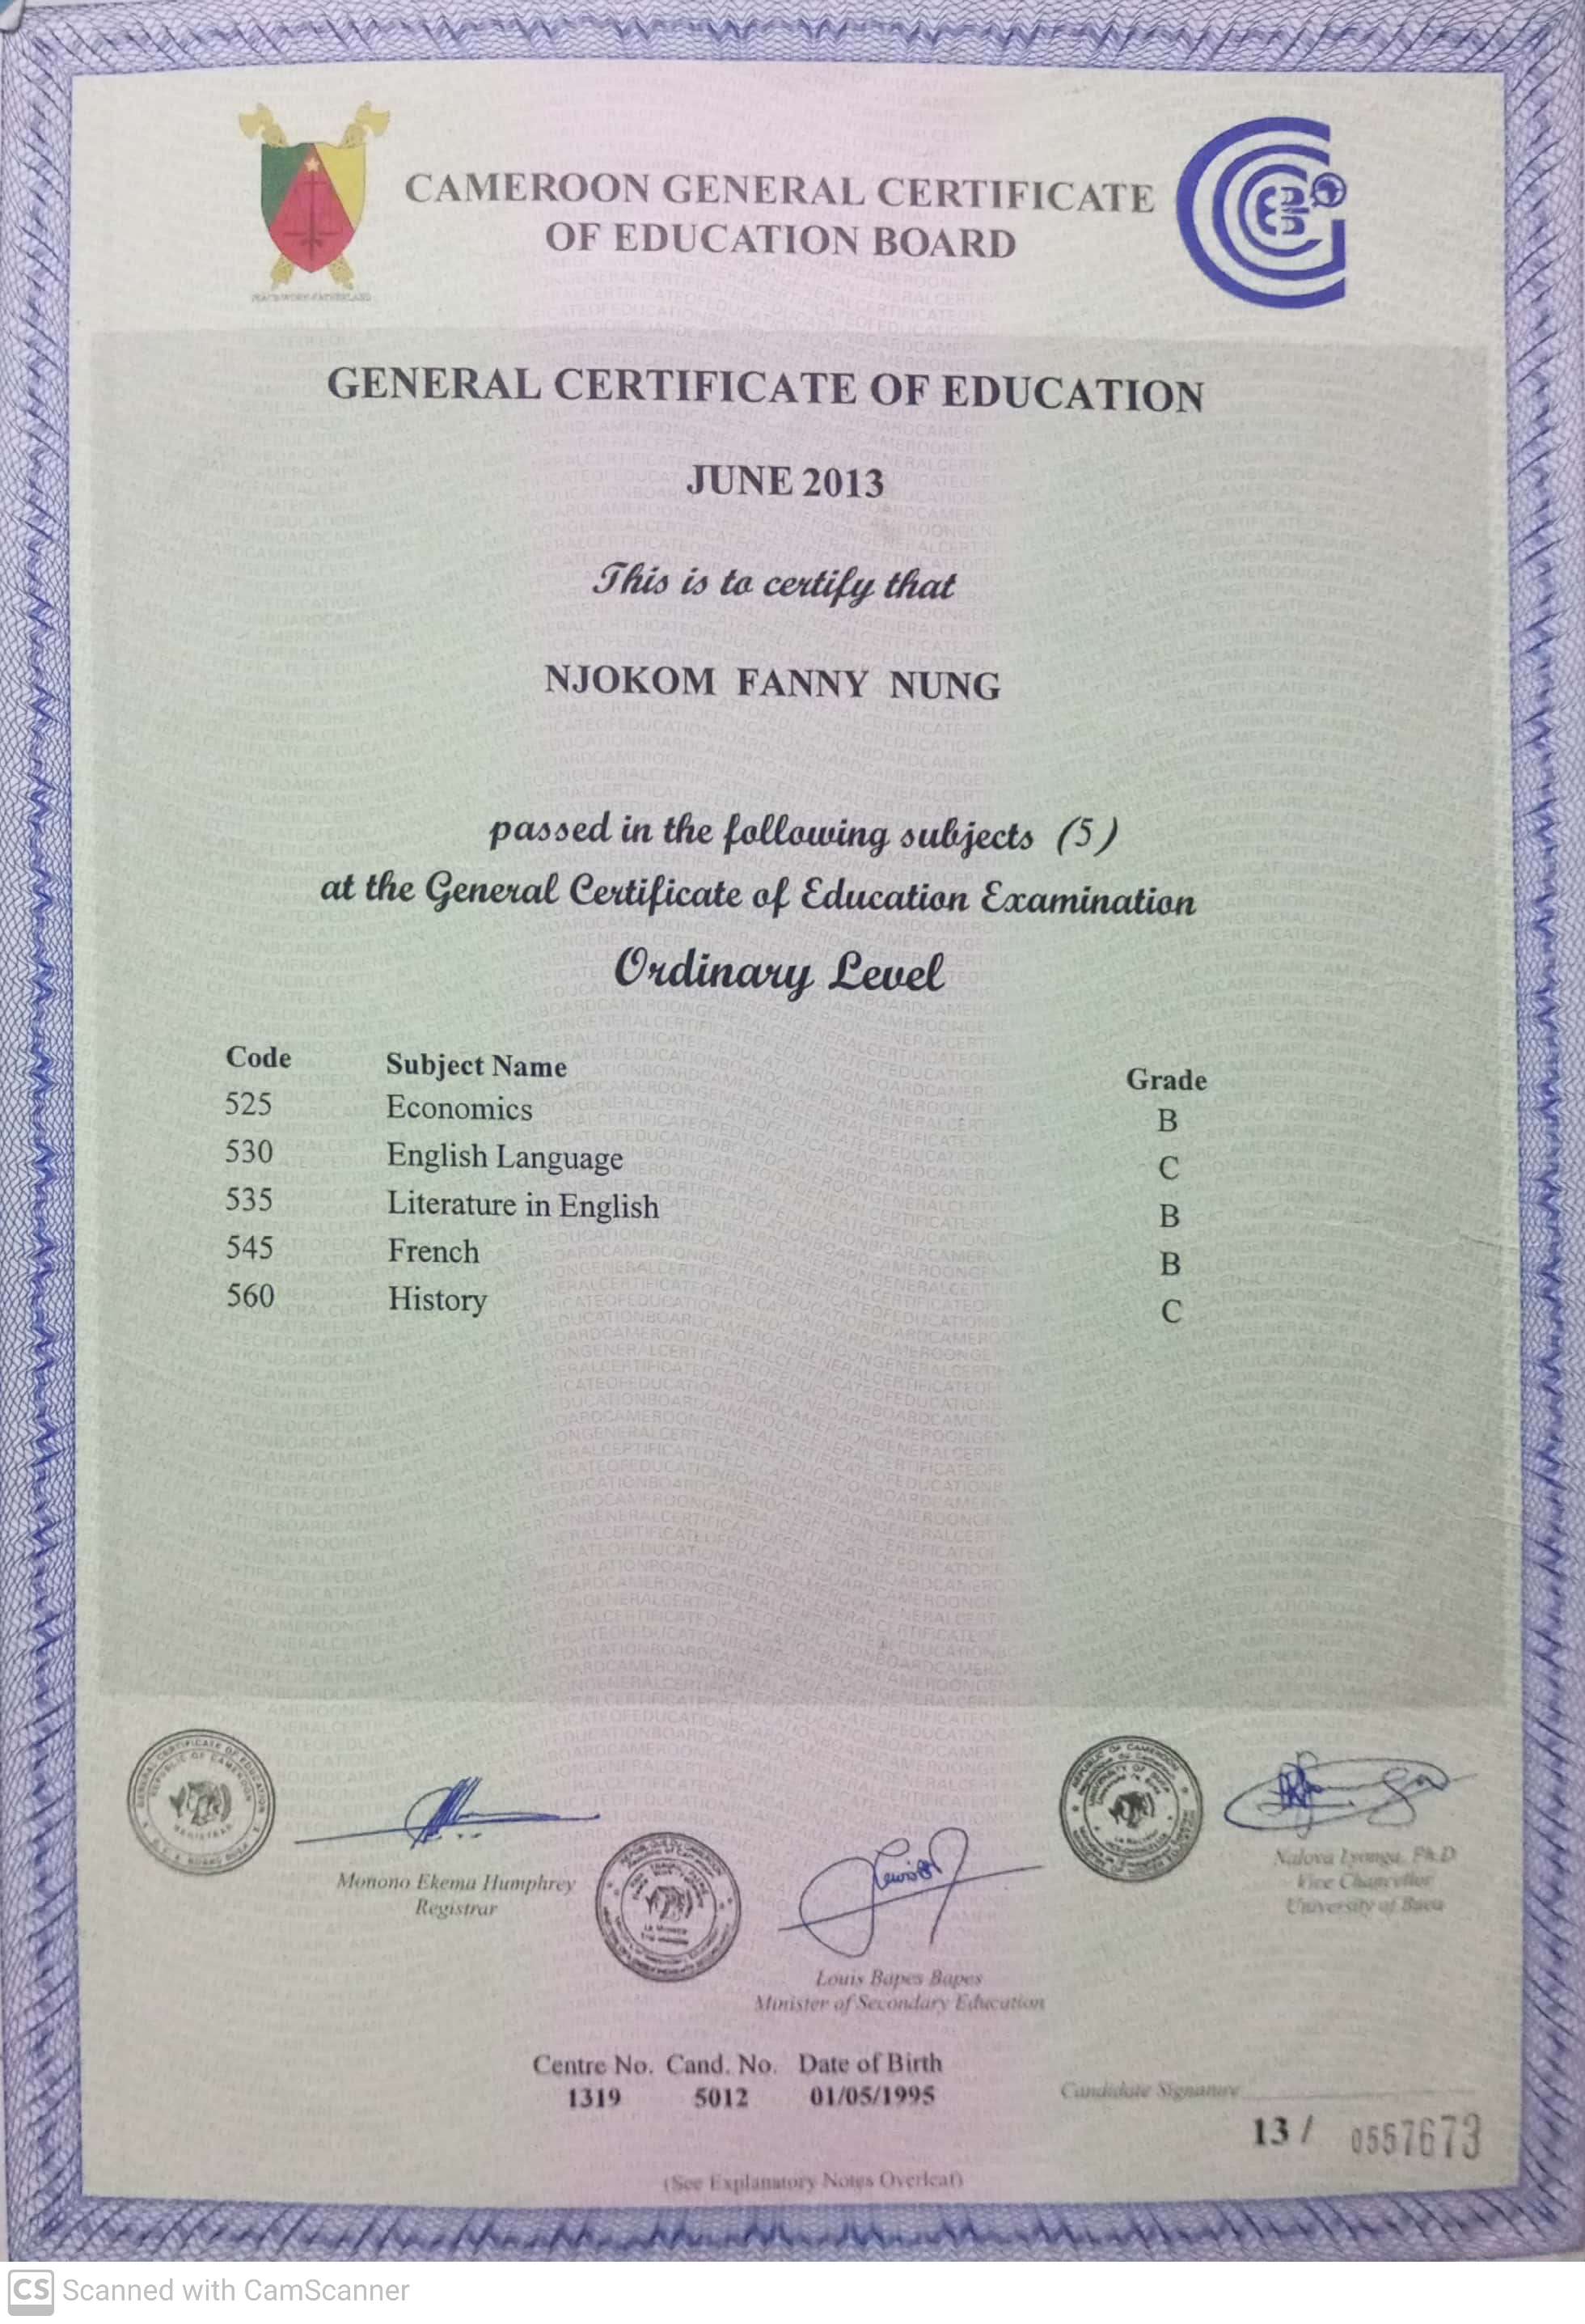 CAMEROON GENERAL CERTIFICATE
OF EDUCATION BOARD
GENERAL CERTIFICATE OF EDUCATION
JUNE 2013
This is to certify that
NJOKOM FANNY NUNG
passed in the following subjects (5)
at the General Certificate of Education Examination
Ordinary Level
Code Subject Name Grade
525 Economics B
530 English Language C
535 Literature in English B
545 French B
560 History C
Monono Ekema Humphrey
Registrar
Nalova Lyonga, Ph.D
Vice Chancellor
University of Buea
Louis Bapes Bapes
Minister of Secondary Education
Centre No. Cand. No. Date of Birth
1319 5012 01/05/1995
Candidate Signature
13 / 0557673
(See Explanatory Notes Overleaf)
CS Scanned with CamScanner